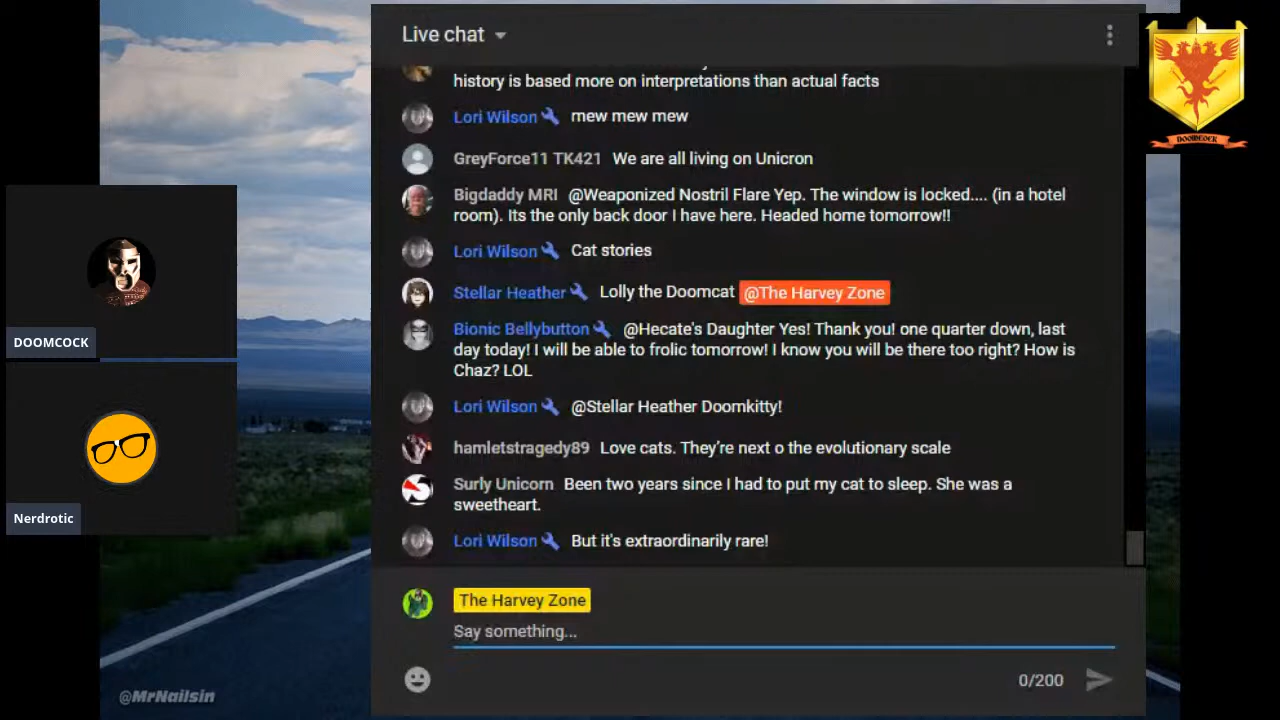 Live chat
history is based more on interpretations than actual facts
Lori Wilson mew mew mew
GreyForce11 TK421 We are all living on Unicron
Bigdaddy MRI @Weaponized Nostril Flare Yep. The window is locked.... (in a hotel
room). Its the only back door I have here. Headed home tomorrow!!
Lori Wilson Cat stories
Stellar Heather Lolly the Doomcat @The Harvey Zone
Bionic Bellybutton @Hecate's Daughter Yes! Thank you! one quarter down, last
day today! I will be able to frolic tomorrow! I know you will be there too right? How is
Chaz? LOL
Lori Wilson @Stellar Heather Doomkitty!
hamletstragedy89 Love cats. They're next o the evolutionary scale
Surly Unicorn Been two years since I had to put my cat to sleep. She was a
sweetheart.
Lori Wilson But it's extraordinarily rare!
The Harvey Zone
Say something...
0/200
DOOMCOCK
Nerdrotic
@MrNailsin
DOOMCOCK